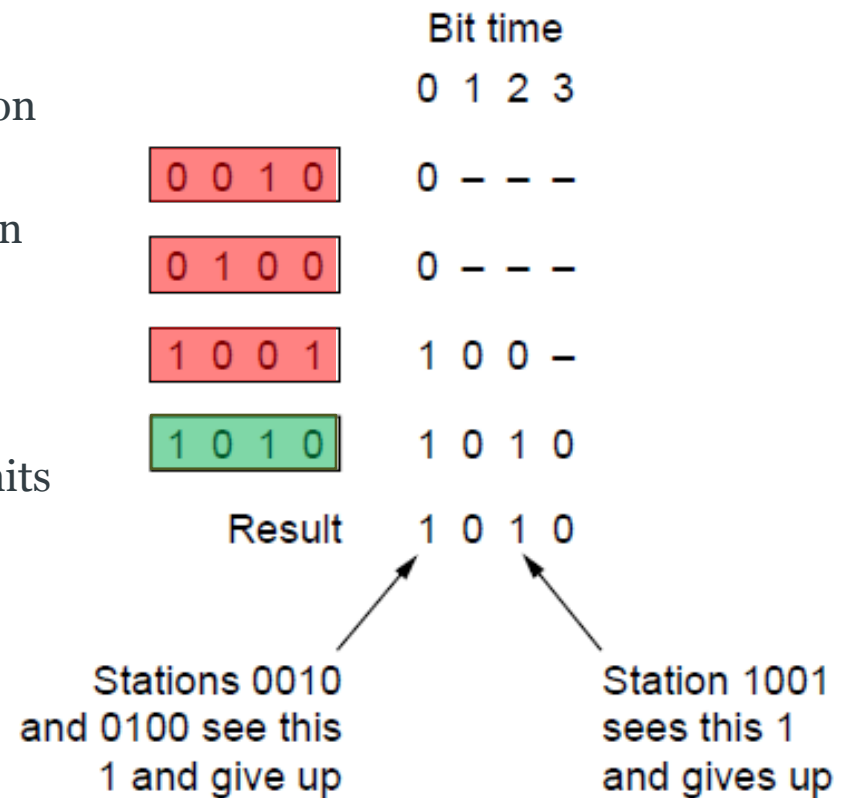 Bit time
0 1 2 3
on
0 0 1 0 0 – – –
n
0 1 0 0 0 – – –
1 0 0 1 1 0 0 –
1 0 1 0 1 0 1 0
its
Result 1 0 1 0
Stations 0010
and 0100 see this
1 and give up
Station 1001
sees this 1
and gives up